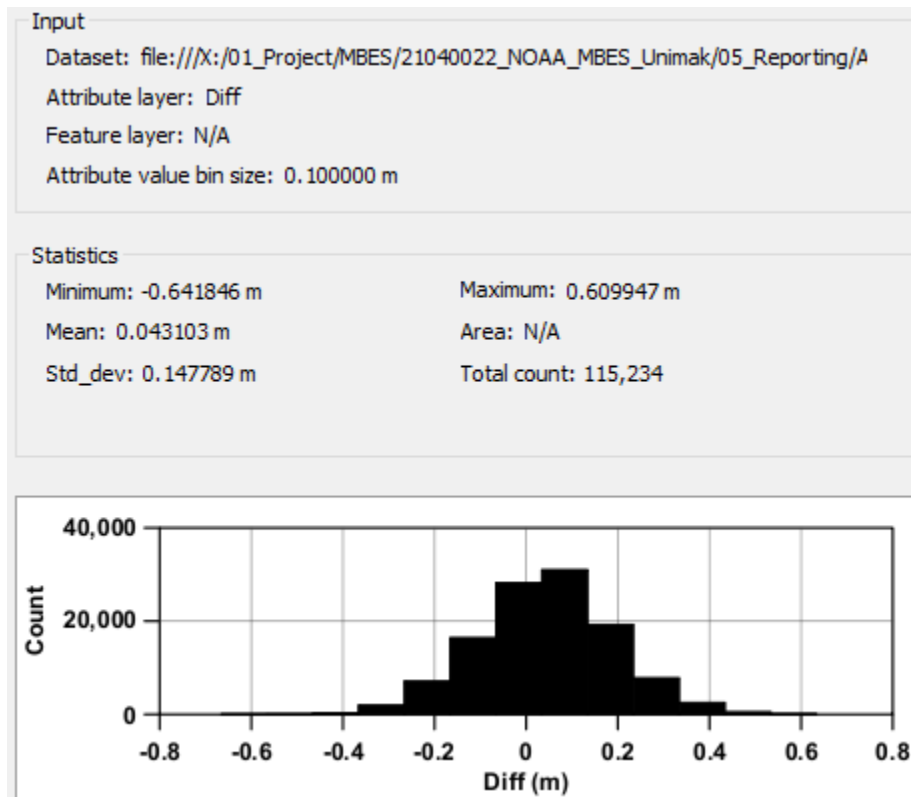 Input
Dataset: file:///X:/01_Project/MBES/21040022_NOAA_MBES_Unimak/05_Reporting/A
Attribute layer: Diff
Feature layer: N/A
Attribute value bin size: 0.100000 m
Statistics
Minimum: -0.641846 m Maximum: 0.609947 m
Mean: 0.043103 m Area: N/A
Std_dev: 0.147789 m Total count: 115,234
40,000
20,000
0
Count
-0.8 -0.6 -0.4 -0.2 0 0.2 0.4 0.6 0.8
Diff (m)